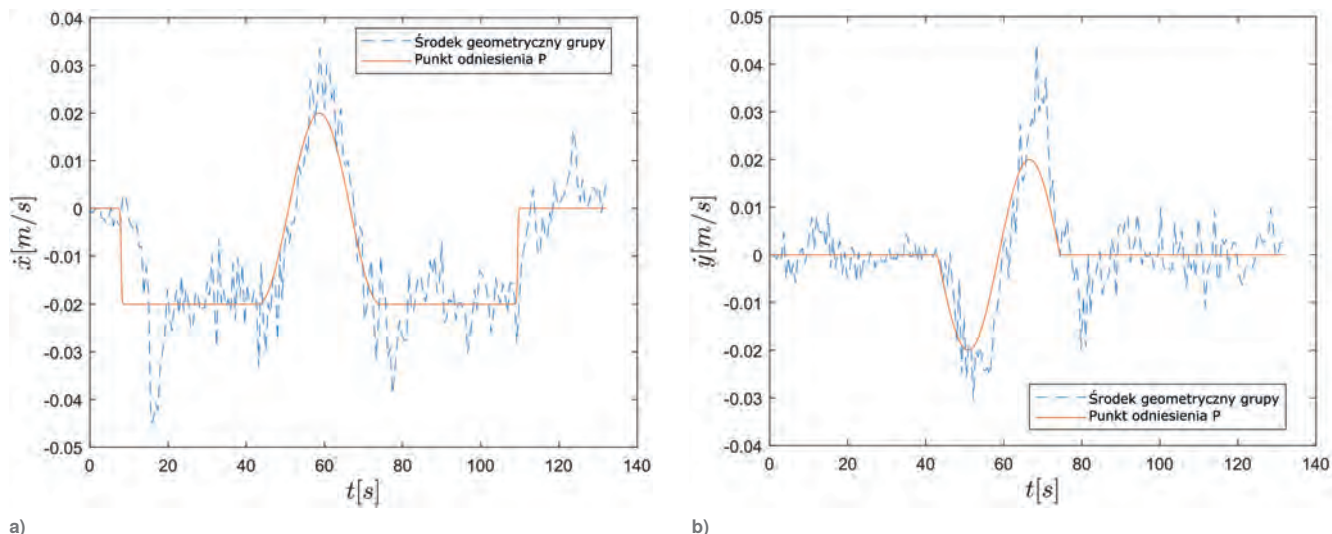 0.04
0.03
0.02
0.01
0
-0.01
-0.02
-0.03
-0.04
-0.05
0 20 40 60 80 100 120 140
ẋ[m/s]
t[s]
Środek geometryczny grupy
Punkt odniesienia P
a)
0.05
0.04
0.03
0.02
0.01
0
-0.01
-0.02
-0.03
-0.04
0 20 40 60 80 100 120 140
ẏ[m/s]
t[s]
Środek geometryczny grupy
Punkt odniesienia P
b)